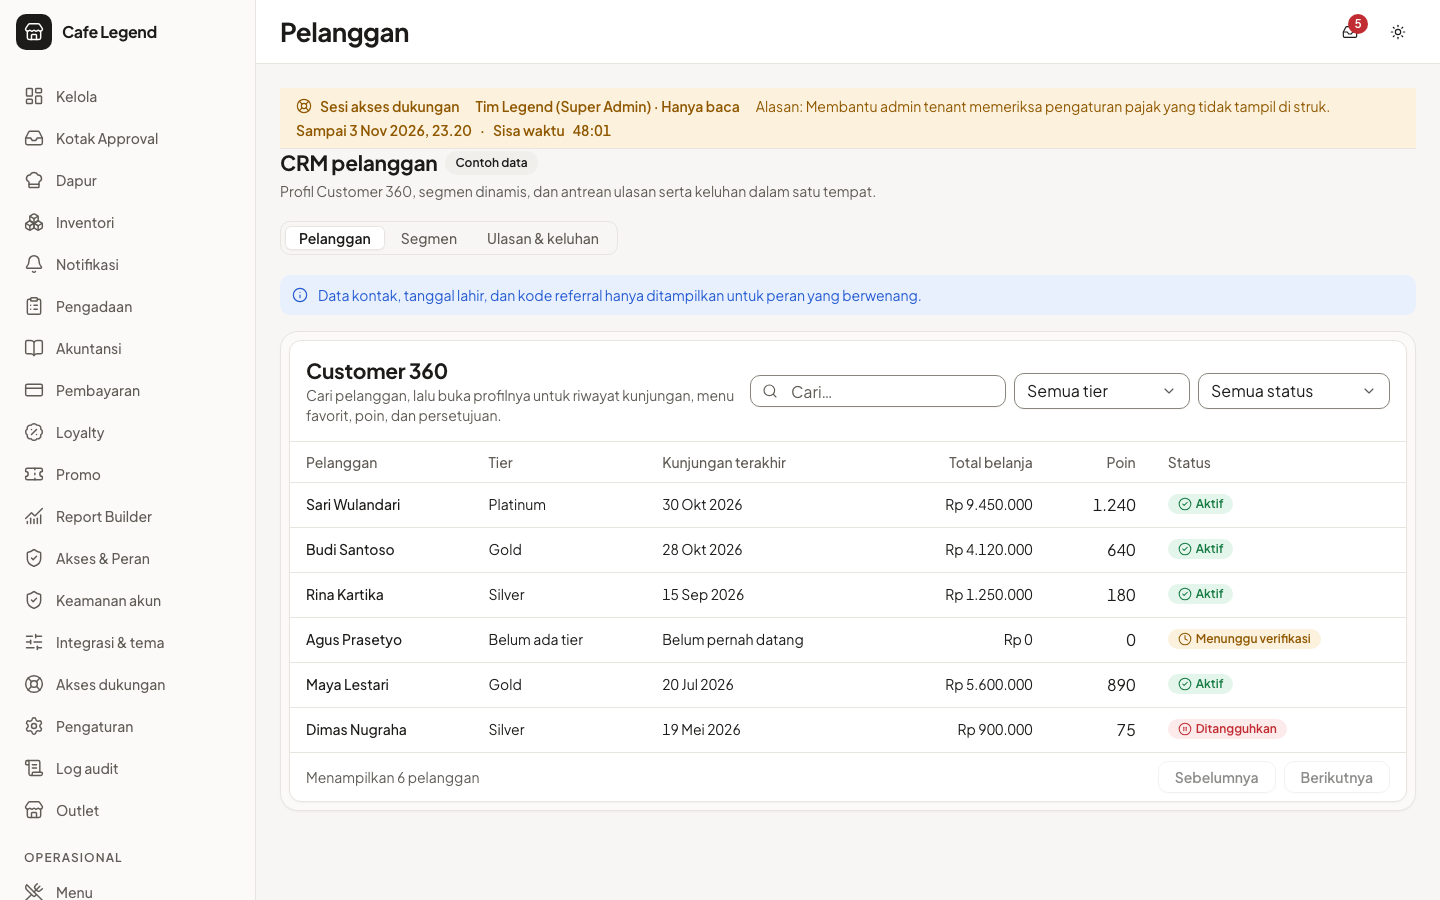 Cafe Legend
Pelanggan
5
Kelola
Kotak Approval
Dapur
Inventori
Notifikasi
Pengadaan
Akuntansi
Pembayaran
Loyalty
Promo
Report Builder
Akses & Peran
Keamanan akun
Integrasi & tema
Akses dukungan
Pengaturan
Log audit
Outlet
OPERASIONAL
Menu
Sesi akses dukungan Tim Legend (Super Admin) · Hanya baca Alasan: Membantu admin tenant memeriksa pengaturan pajak yang tidak tampil di struk.
Sampai 3 Nov 2026, 23.20 · Sisa waktu 48:01
CRM pelanggan Contoh data
Profil Customer 360, segmen dinamis, dan antrean ulasan serta keluhan dalam satu tempat.
Pelanggan Segmen Ulasan & keluhan
Data kontak, tanggal lahir, dan kode referral hanya ditampilkan untuk peran yang berwenang.
Customer 360
Cari pelanggan, lalu buka profilnya untuk riwayat kunjungan, menu
favorit, poin, dan persetujuan.
Cari... Semua tier Semua status
Pelanggan Tier Kunjungan terakhir Total belanja Poin Status
Sari Wulandari Platinum 30 Okt 2026 Rp 9.450.000 1.240 Aktif
Budi Santoso Gold 28 Okt 2026 Rp 4.120.000 640 Aktif
Rina Kartika Silver 15 Sep 2026 Rp 1.250.000 180 Aktif
Agus Prasetyo Belum ada tier Belum pernah datang Rp 0 0 Menunggu verifikasi
Maya Lestari Gold 20 Jul 2026 Rp 5.600.000 890 Aktif
Dimas Nugraha Silver 19 Mei 2026 Rp 900.000 75 Ditangguhkan
Menampilkan 6 pelanggan Sebelumnya Berikutnya